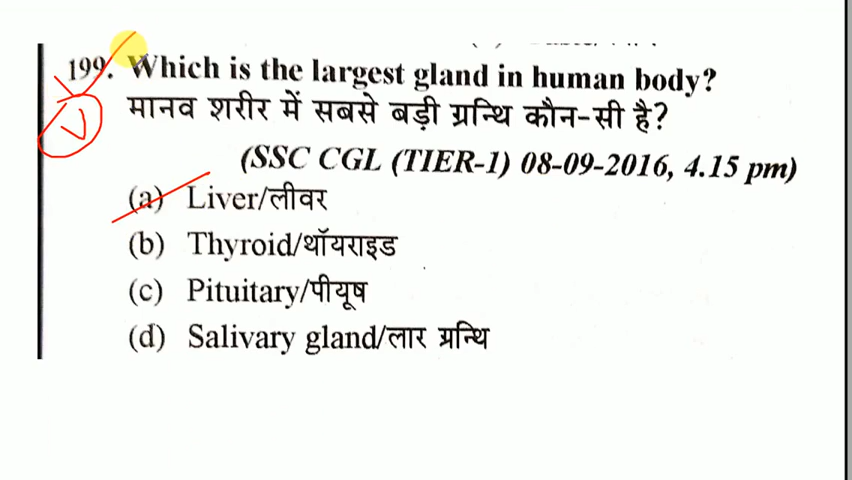 199. Which is the largest gland in human body?
मानव शरीर में सबसे बड़ी ग्रन्थि कौन-सी है?
(SSC CGL (TIER-1) 08-09-2016, 4.15 pm)
(a) Liver/लीवर
(b) Thyroid/थॉयराइड
(c) Pituitary/पीयूष
(d) Salivary gland/लार ग्रन्थि